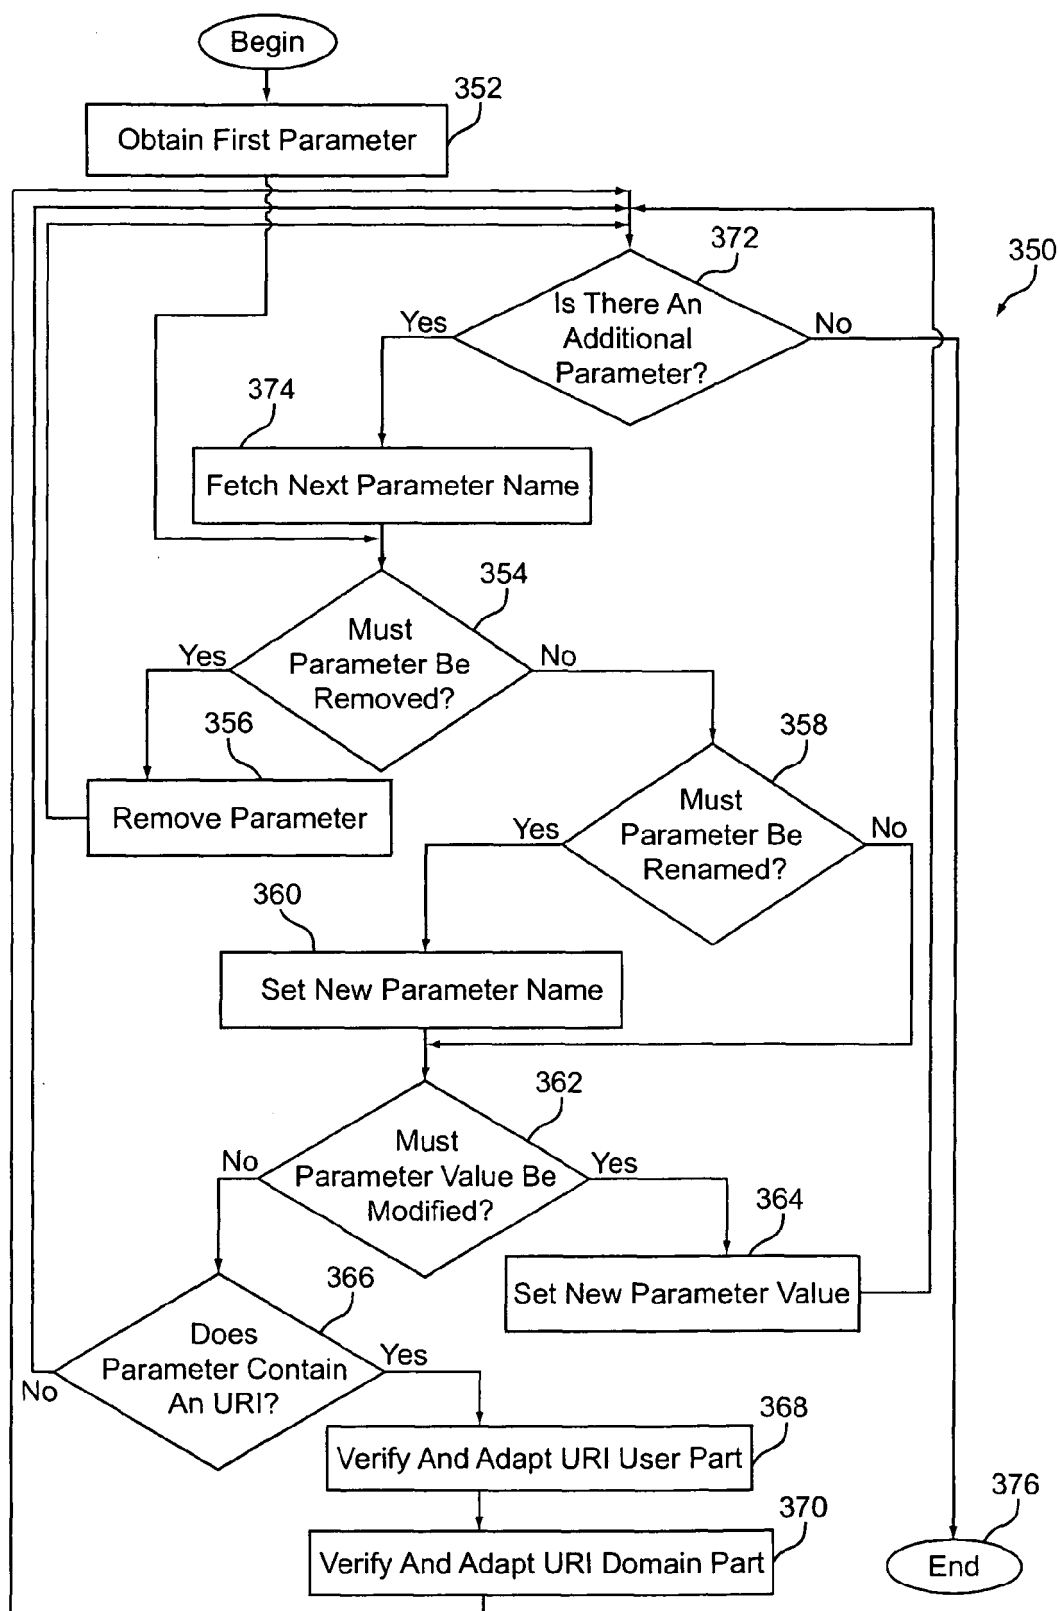 Begin
352
Obtain First Parameter
372
350
Is There An
Additional
Parameter?
Yes
No
374
Fetch Next Parameter Name
354
Must
Parameter Be
Removed?
Yes
No
356
Remove Parameter
358
Must
Parameter Be
Renamed?
Yes
No
360
Set New Parameter Name
362
Must
Parameter Value Be
Modified?
No
Yes
364
Set New Parameter Value
366
Does
Parameter Contain
An URI?
Yes
No
368
Verify And Adapt URI User Part
370
Verify And Adapt URI Domain Part
376
End